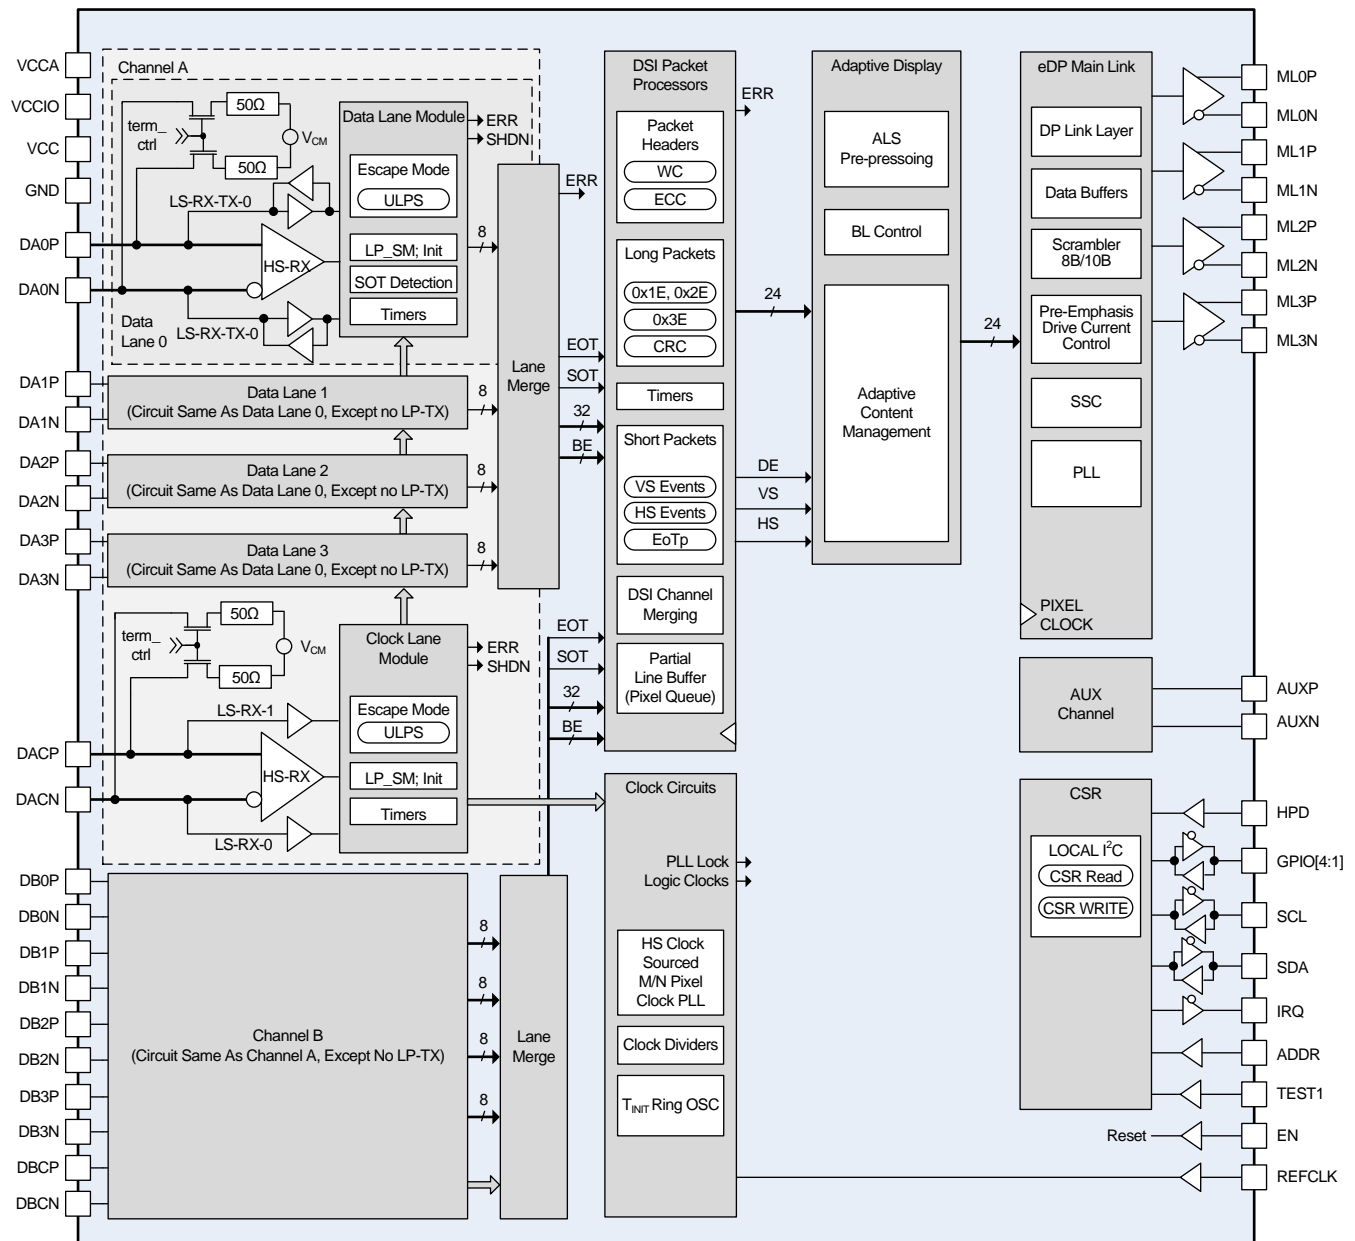 VCCA
VCCIO
VCC
GND
DA0P
DA0N
DA1P
DA1N
DA2P
DA2N
DA3P
DA3N
DACP
DACN
DB0P
DB0N
DB1P
DB1N
DB2P
DB2N
DB3P
DB3N
DBCP
DBCN
Channel A
50Ω
term_
ctrl
VCM
50Ω
LS-RX-TX-0
HS-RX
LS-RX-TX-0
Data
Lane 0
Data Lane Module
Escape Mode
ULPS
LP_SM; Init
SOT Detection
Timers
ERR
SHDN
8
Data Lane 1
(Circuit Same As Data Lane 0, Except no LP-TX)
8
Data Lane 2
(Circuit Same As Data Lane 0, Except no LP-TX)
8
Data Lane 3
(Circuit Same As Data Lane 0, Except no LP-TX)
8
50Ω
term_
ctrl
VCM
50Ω
LS-RX-1
HS-RX
LS-RX-0
Clock Lane
Module
Escape Mode
ULPS
LP_SM; Init
Timers
ERR
SHDN
Lane
Merge
ERR
EOT
SOT
32
BE
EOT
SOT
32
BE
Channel B
(Circuit Same As Channel A, Except No LP-TX)
8
8
8
8
Lane
Merge
DSI Packet
Processors
Packet
Headers
WC
ECC
Long Packets
0x1E, 0x2E
0x3E
CRC
Timers
Short Packets
VS Events
HS Events
EoTp
DSI Channel
Merging
Partial
Line Buffer
(Pixel Queue)
ERR
24
DE
VS
HS
Clock Circuits
PLL Lock
Logic Clocks
HS Clock
Sourced
M/N Pixel
Clock PLL
Clock Dividers
TINIT Ring OSC
Adaptive Display
ALS
Pre-pressoing
BL Control
Adaptive
Content
Management
24
eDP Main Link
DP Link Layer
Data Buffers
Scrambler
8B/10B
Pre-Emphasis
Drive Current
Control
SSC
PLL
PIXEL
CLOCK
AUX
Channel
CSR
LOCAL I²C
CSR Read
CSR WRITE
Reset
ML0P
ML0N
ML1P
ML1N
ML2P
ML2N
ML3P
ML3N
AUXP
AUXN
HPD
GPIO[4:1]
SCL
SDA
IRQ
ADDR
TEST1
EN
REFCLK